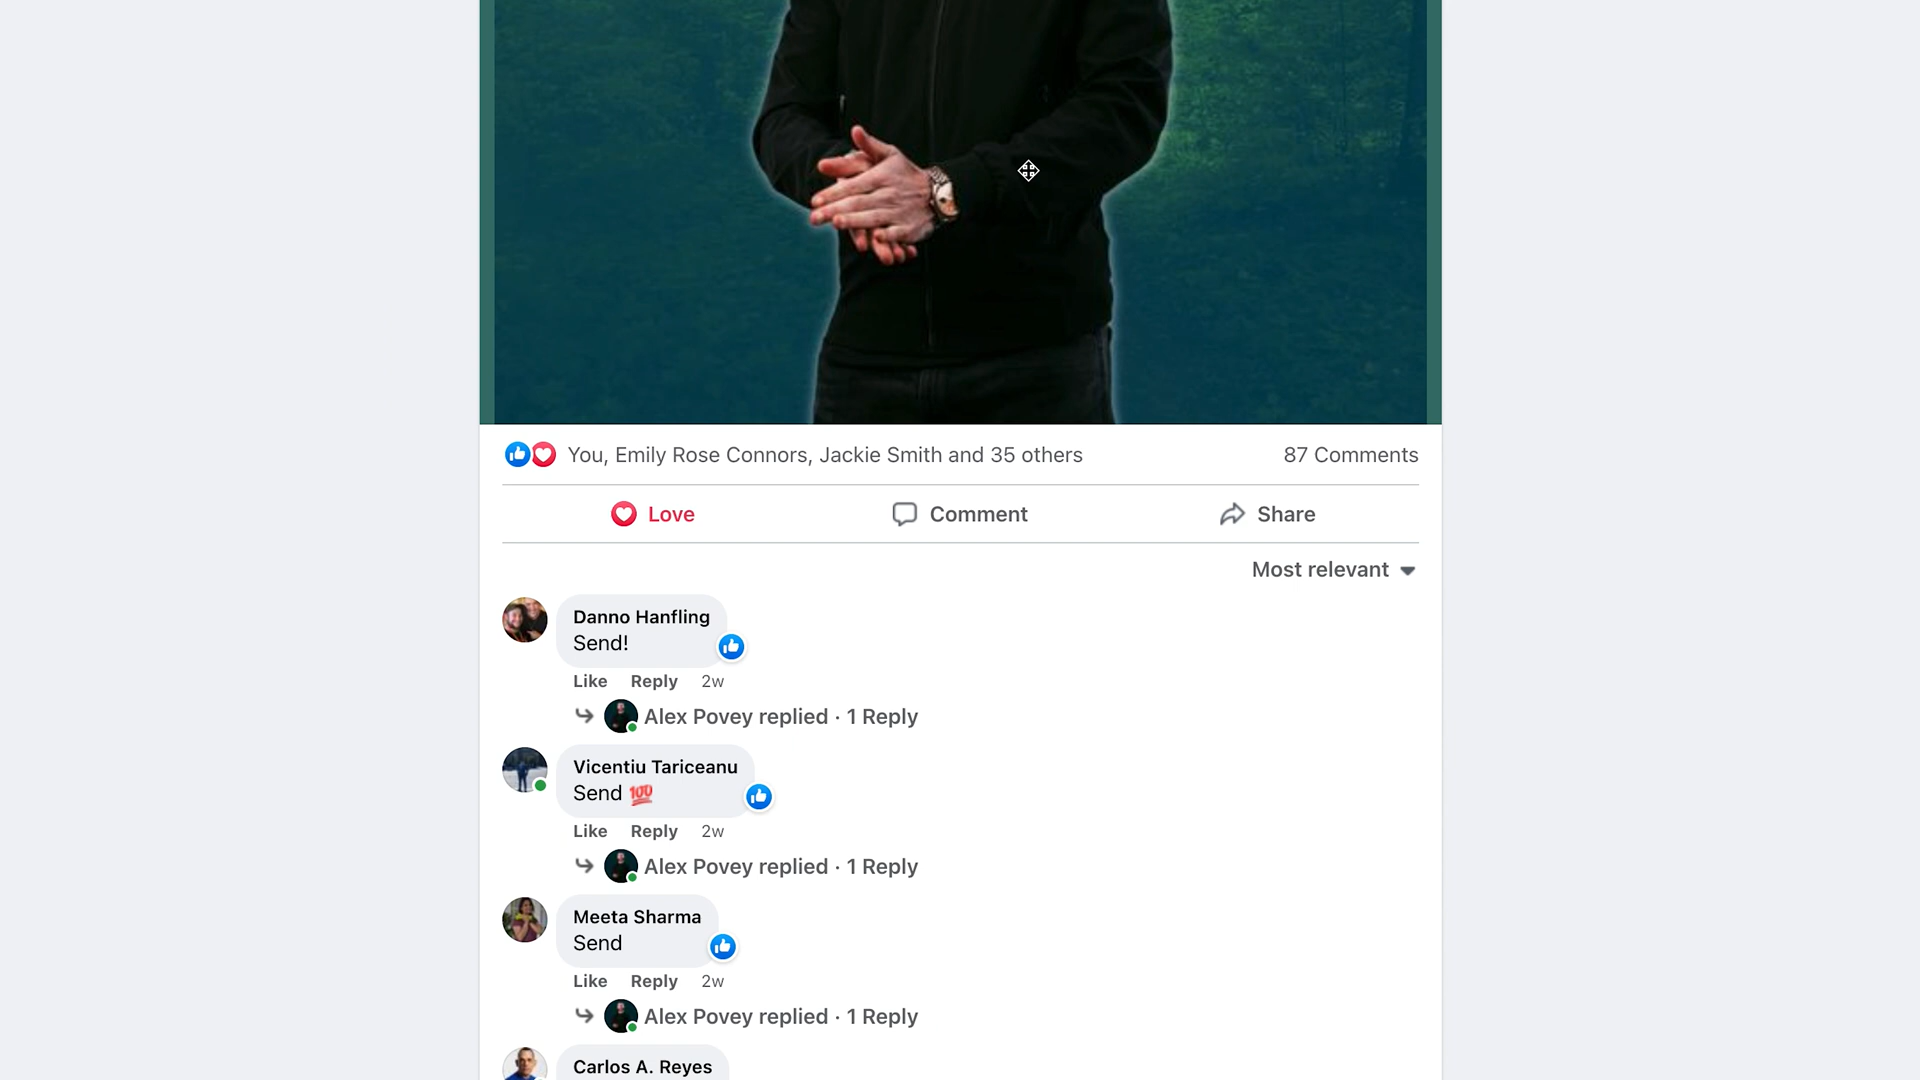 You, Emily Rose Connors, Jackie Smith and 35 others
87 Comments
Love
Comment
Share
Most relevant
Danno Hanfling
Send!
Like Reply 2w
Alex Povey replied · 1 Reply
Vicentiu Tariceanu
Send 💯
Like Reply 2w
Alex Povey replied · 1 Reply
Meeta Sharma
Send
Like Reply 2w
Alex Povey replied · 1 Reply
Carlos A. Reyes